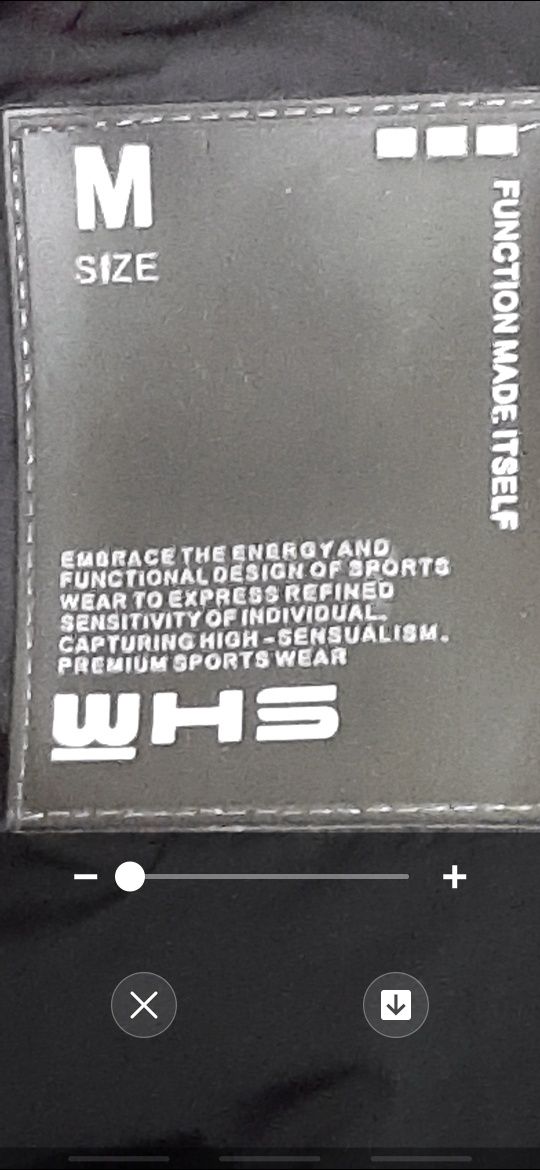 M
SIZE
FUNCTION MADE ITSELF
EMBRACE THE ENERGY AND
FUNCTIONAL DESIGN OF SPORTS
WEAR TO EXPRESS REFINED
SENSITIVITY OF INDIVIDUAL.
CAPTURING HIGH-SENSUALISM.
PREMIUM SPORTS WEAR
WHS